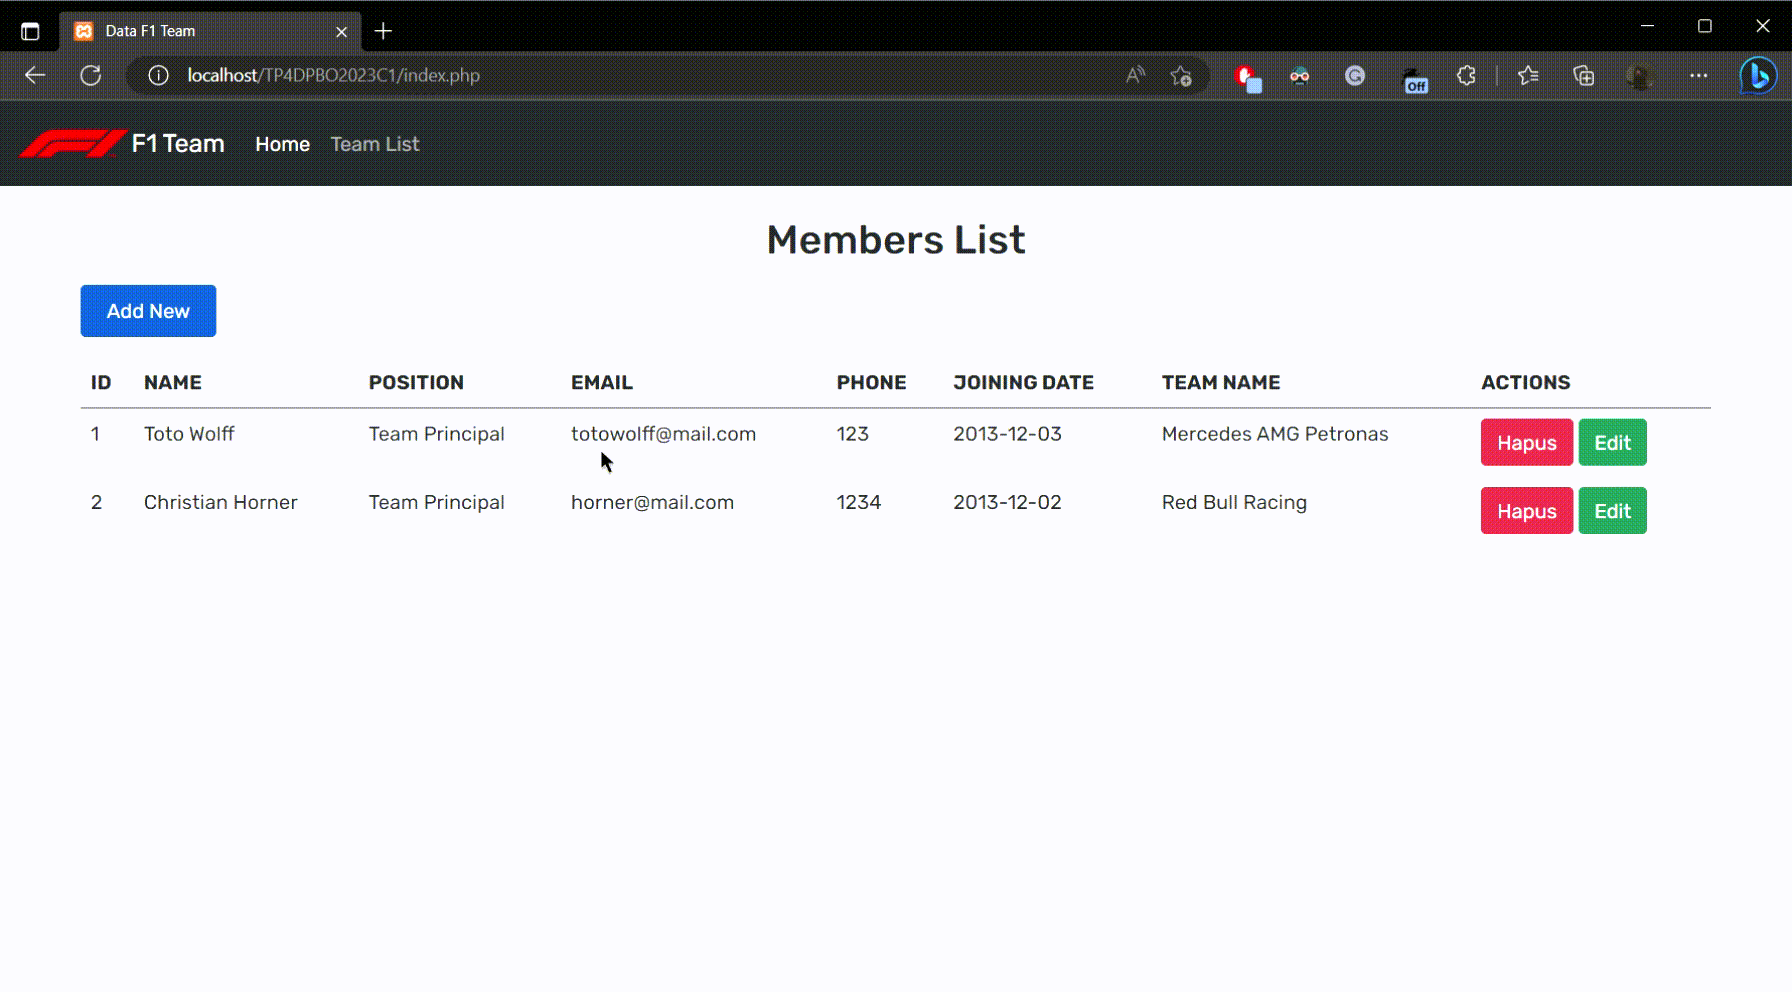 Data F1 Team
localhost/TP4DPBO2023C1/index.php
Off
F1 Team Home Team List
Members List
Add New
ID NAME POSITION EMAIL PHONE JOINING DATE TEAM NAME ACTIONS
1 Toto Wolff Team Principal totowolff@mail.com 123 2013-12-03 Mercedes AMG Petronas Hapus Edit
2 Christian Horner Team Principal horner@mail.com 1234 2013-12-02 Red Bull Racing Hapus Edit